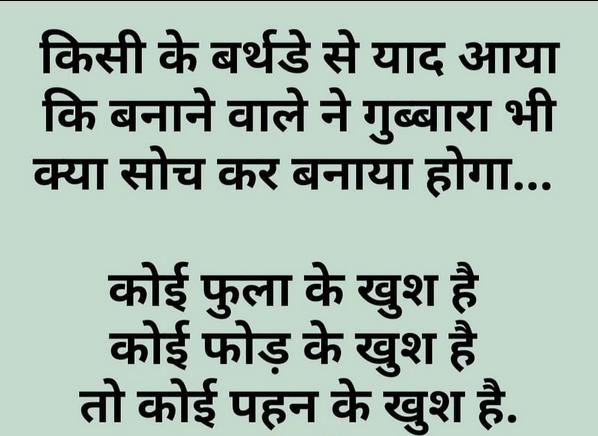 किसी के बर्थडे से याद आया
कि बनाने वाले ने गुब्बारा भी
क्या सोच कर बनाया होगा...
कोई फुला के खुश है
कोई फोड़ के खुश है
तो कोई पहन के खुश है.